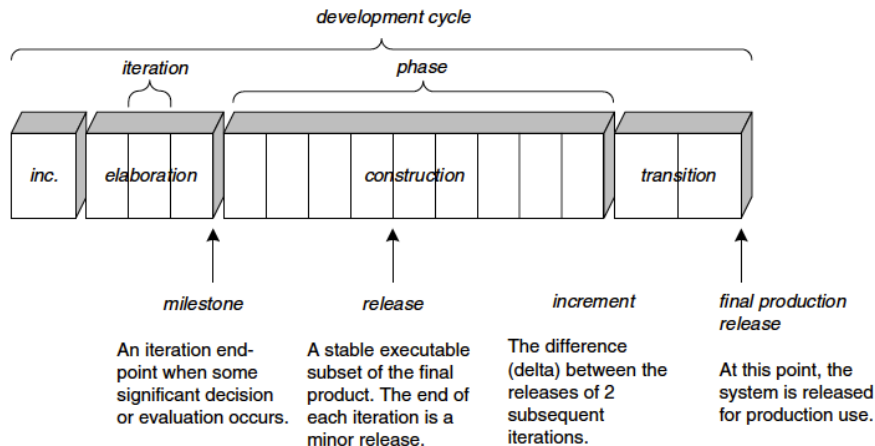 development cycle
iteration
phase
inc.
elaboration
construction
transition
milestone
An iteration end-
point when some
significant decision
or evaluation occurs.
release
A stable executable
subset of the final
product. The end of
each iteration is a
minor release.
increment
The difference
(delta) between the
releases of 2
subsequent
iterations.
final production
release
At this point, the
system is released
for production use.